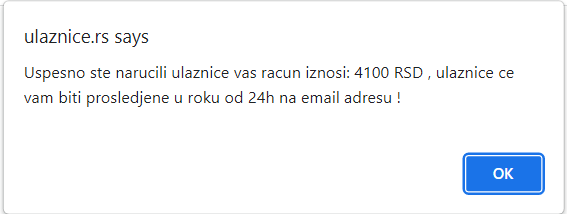 ulaznice.rs says
Uspesno ste narucili ulaznice vas racun iznosi: 4100 RSD , ulaznice ce
vam biti prosledjene u roku od 24h na email adresu !
OK